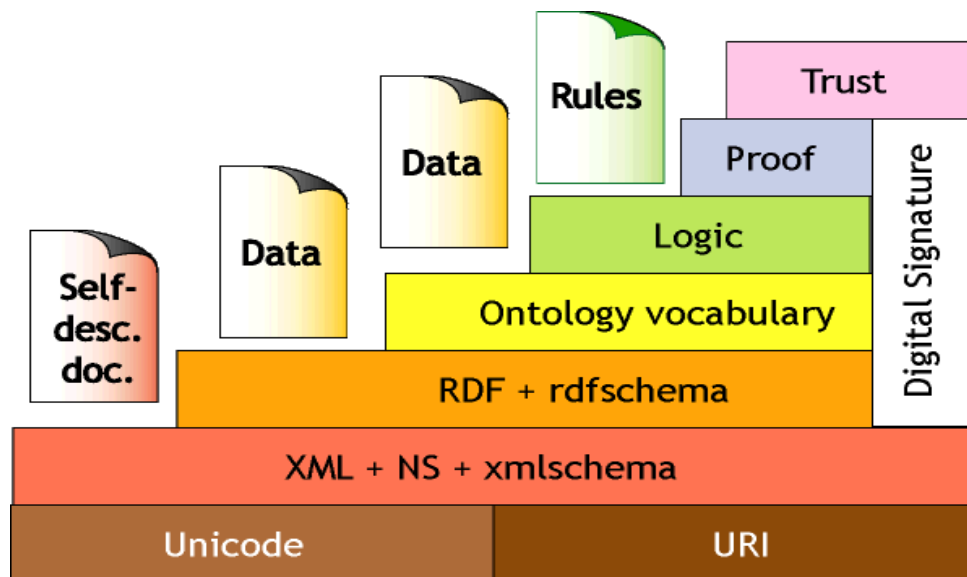 Trust
Rules
Proof
Data
Logic
Data
Digital Signature
Self-
desc.
doc.
Ontology vocabulary
RDF + rdfschema
XML + NS + xmlschema
Unicode
URI